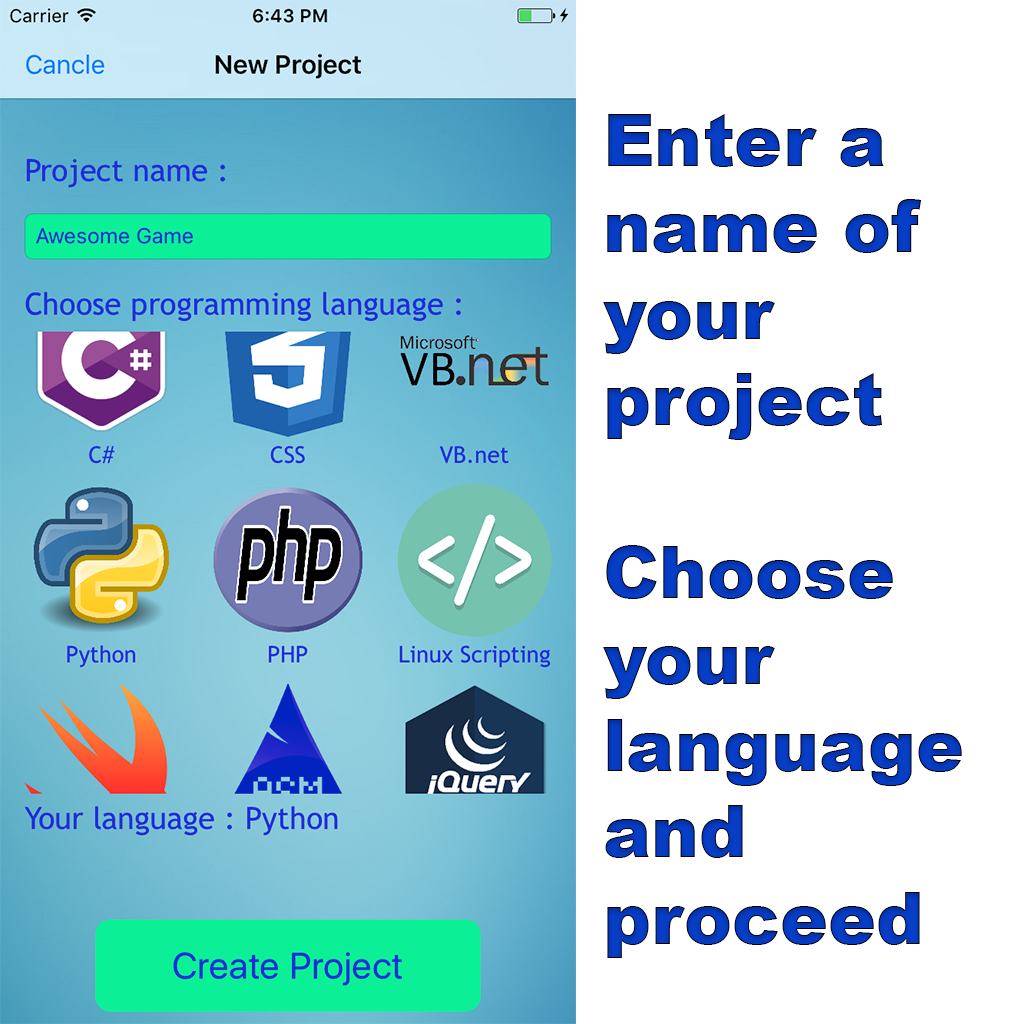 Carrier 6:43 PM
Cancle New Project
Project name :
Awesome Game
Choose programming language :
Microsoft
VB.net
C# CSS VB.net
php
Python PHP Linux Scripting
jQuery
Your language : Python
Create Project
Enter a
name of
your
project
Choose
your
language
and
proceed